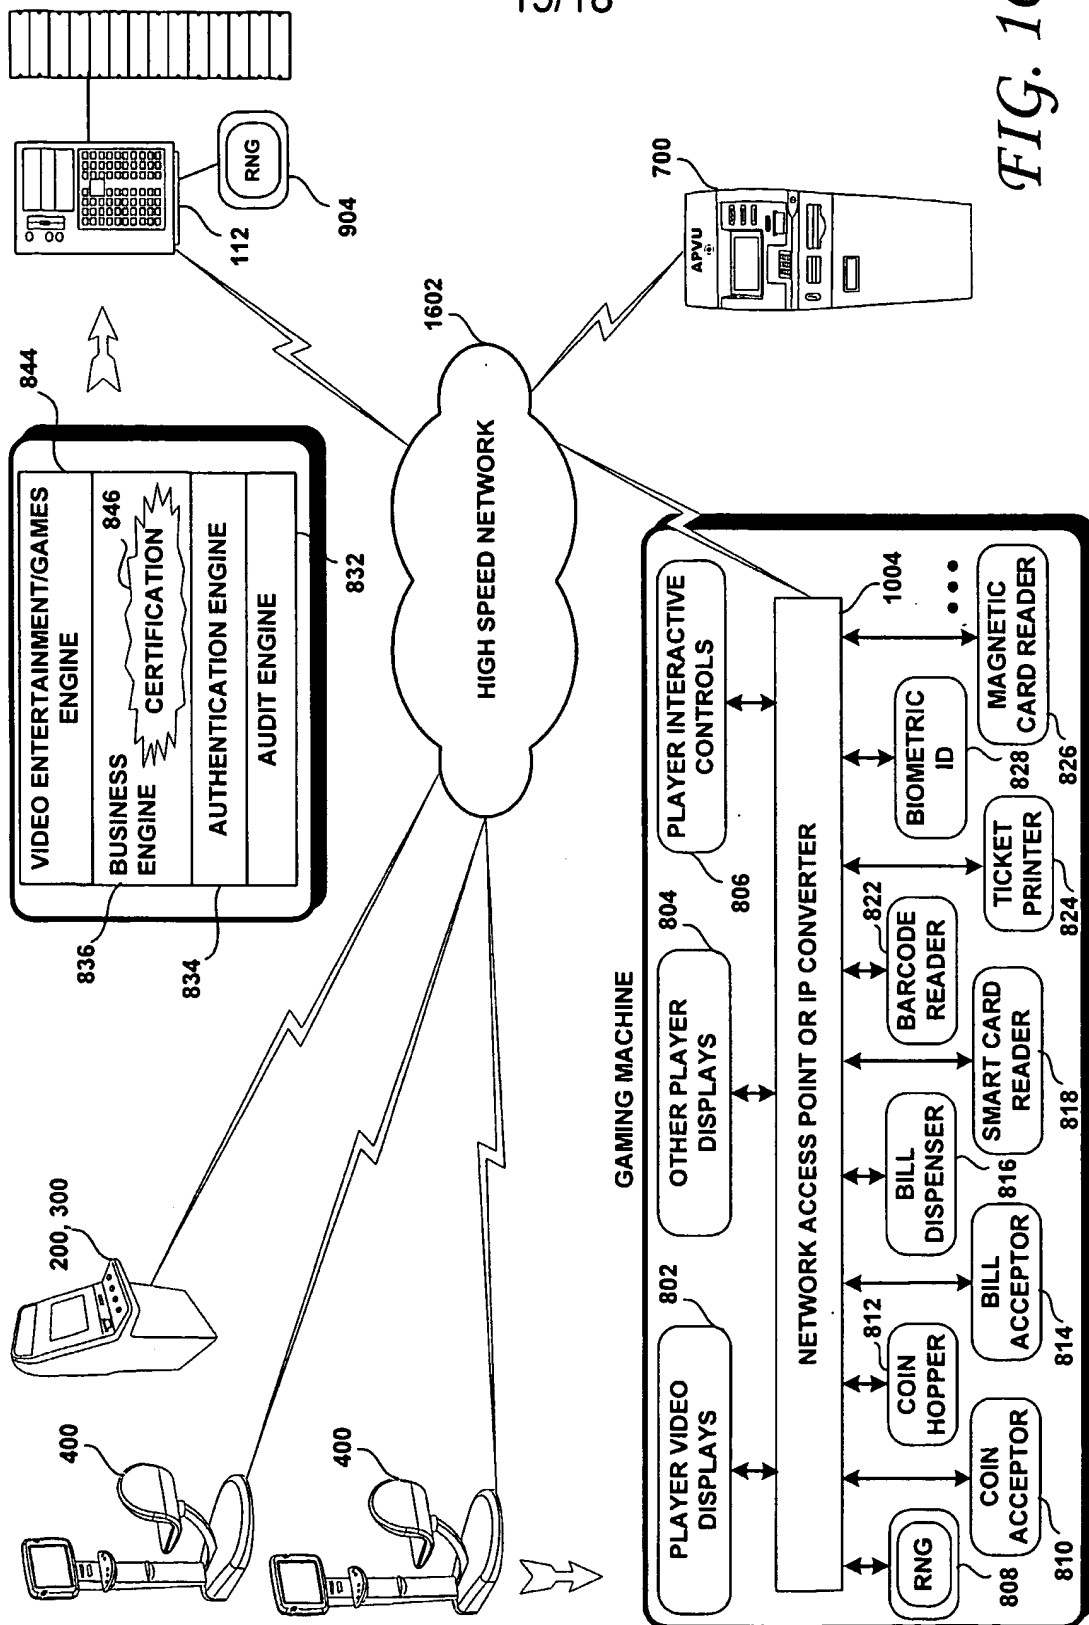 15/18
FIG. 16
844
VIDEO ENTERTAINMENT/GAMES
ENGINE
BUSINESS
ENGINE
846
CERTIFICATION
AUTHENTICATION ENGINE
AUDIT ENGINE
836
834
832
112
RNG
904
1602
HIGH SPEED NETWORK
700
APVU
200, 300
400
400
GAMING MACHINE
802
PLAYER VIDEO
DISPLAYS
804
OTHER PLAYER
DISPLAYS
806
PLAYER INTERACTIVE
CONTROLS
NETWORK ACCESS POINT OR IP CONVERTER
1004
RNG
808
COIN
ACCEPTOR
810
812
COIN
HOPPER
BILL
ACCEPTOR
814
BILL
DISPENSER
816
SMART CARD
READER
818
822
BARCODE
READER
TICKET
PRINTER
824
BIOMETRIC
ID
828
MAGNETIC
CARD READER
826